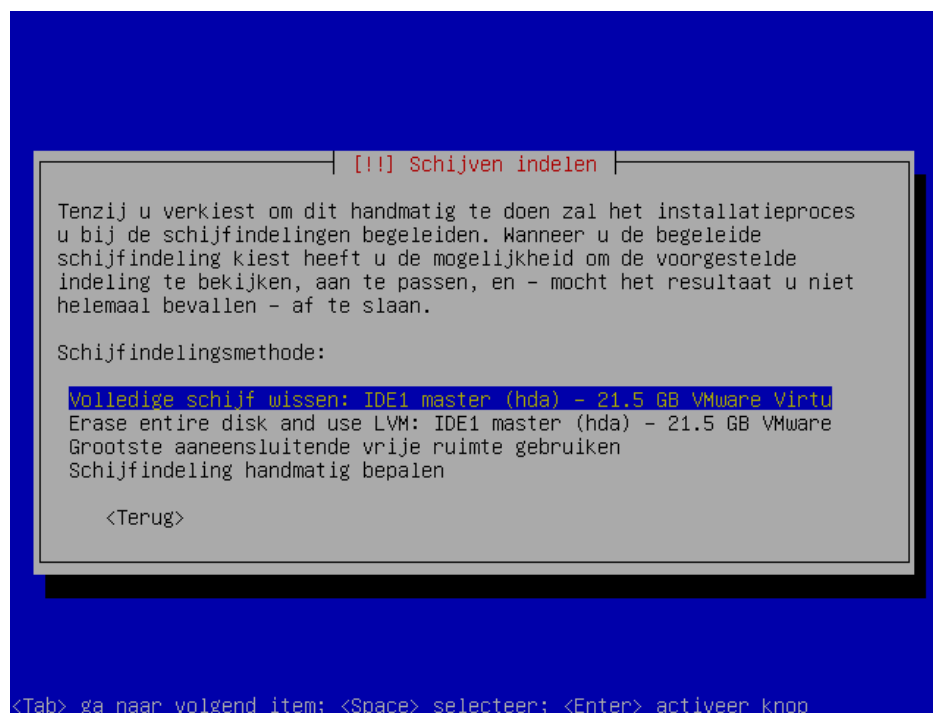 [!!] Schijven indelen
Tenzij u verkiest om dit handmatig te doen zal het installatieproces
u bij de schijfindelingen begeleiden. Wanneer u de begeleide
schijfindeling kiest heeft u de mogelijkheid om de voorgestelde
indeling te bekijken, aan te passen, en – mocht het resultaat u niet
helemaal bevallen – af te slaan.
Schijfindelingsmethode:
Volledige schijf wissen: IDE1 master (hda) – 21.5 GB VMware Virtu
Erase entire disk and use LVM: IDE1 master (hda) – 21.5 GB VMware
Grootste aaneensluitende vrije ruimte gebruiken
Schijfindeling handmatig bepalen
<Terug>
<Tab> ga naar volgend item; <Space> selecteer; <Enter> activeer knop